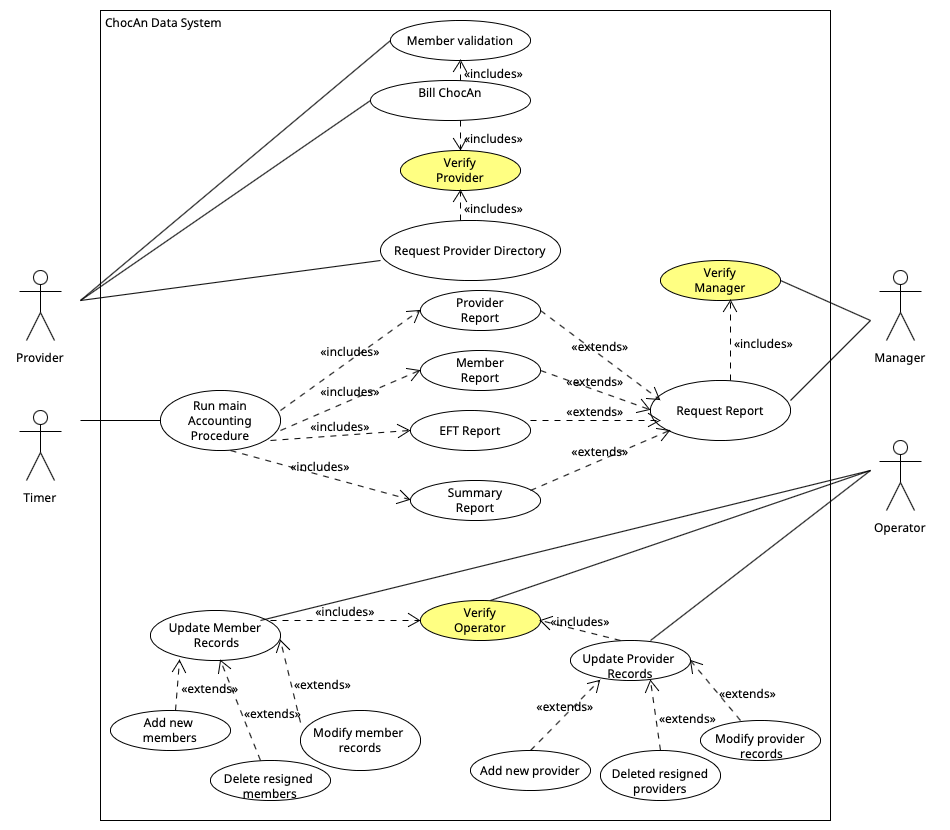 ChocAn Data System
Member validation
«includes»
Bill ChocAn
«includes»
Verify
Provider
«includes»
Request Provider Directory
Verify
Manager
Provider
Manager
Provider
Report
«includes»
«extends»
«includes»
Member
Report
«includes»
«extends»
Run main
Accounting
Procedure
Request Report
«includes»
EFT Report
«extends»
«includes»
«extends»
Summary
Report
Timer
Operator
«includes»
Verify
Operator
«includes»
Update Member
Records
Update Provider
Records
«extends»
«extends»
«extends»
«extends»
«extends»
«extends»
Add new
members
Modify member
records
Delete resigned
members
Add new provider
Deleted resigned
providers
Modify provider
records